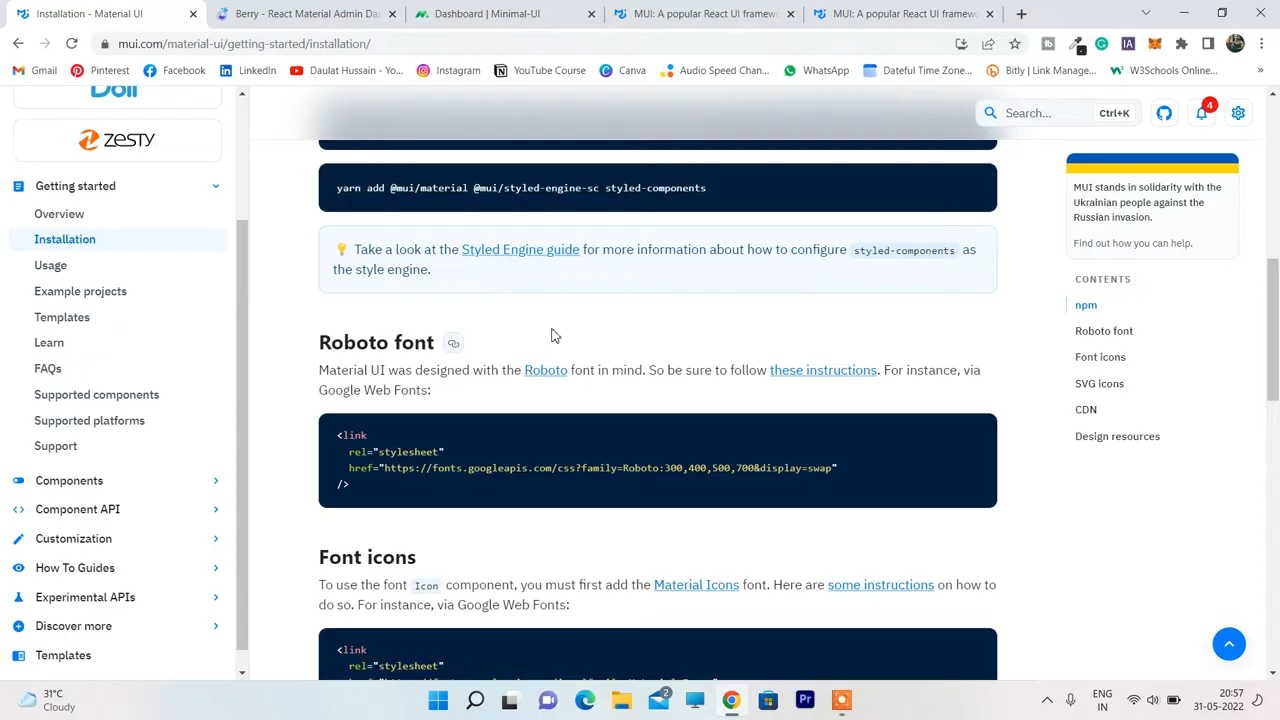 Installation - Material UI
Berry - React Material Admin Das
Dashboard | Minimal-UI
MUI: A popular React UI framew
MUI: A popular React UI framew
mui.com/material-ui/getting-started/installation/
Gmail
Pinterest
Facebook
LinkedIn
Daulat Hussain - Yo...
Instagram
YouTube Course
Canva
Audio Speed Chan...
WhatsApp
Dateful Time Zone...
Bitly | Link Manage...
W3Schools Online...
Doit
ZESTY
Getting started
Overview
Installation
Usage
Example projects
Templates
Learn
FAQs
Supported components
Supported platforms
Support
Components
Component API
Customization
How To Guides
Experimental APIs
Discover more
Templates
Search...
Ctrl+K
4
yarn add @mui/material @mui/styled-engine-sc styled-components
Take a look at the Styled Engine guide for more information about how to configure styled-components as
the style engine.
Roboto font
Material UI was designed with the Roboto font in mind. So be sure to follow these instructions. For instance, via
Google Web Fonts:
<link
rel="stylesheet"
href="https://fonts.googleapis.com/css?family=Roboto:300,400,500,700&display=swap"
/>
Font icons
To use the font Icon component, you must first add the Material Icons font. Here are some instructions on how to
do so. For instance, via Google Web Fonts:
<link
rel="stylesheet"
MUI stands in solidarity with the
Ukrainian people against the
Russian invasion.
Find out how you can help.
CONTENTS
npm
Roboto font
Font icons
SVG icons
CDN
Design resources
31°C
Cloudy
2
Pr
ENG
IN
20:57
31-05-2022